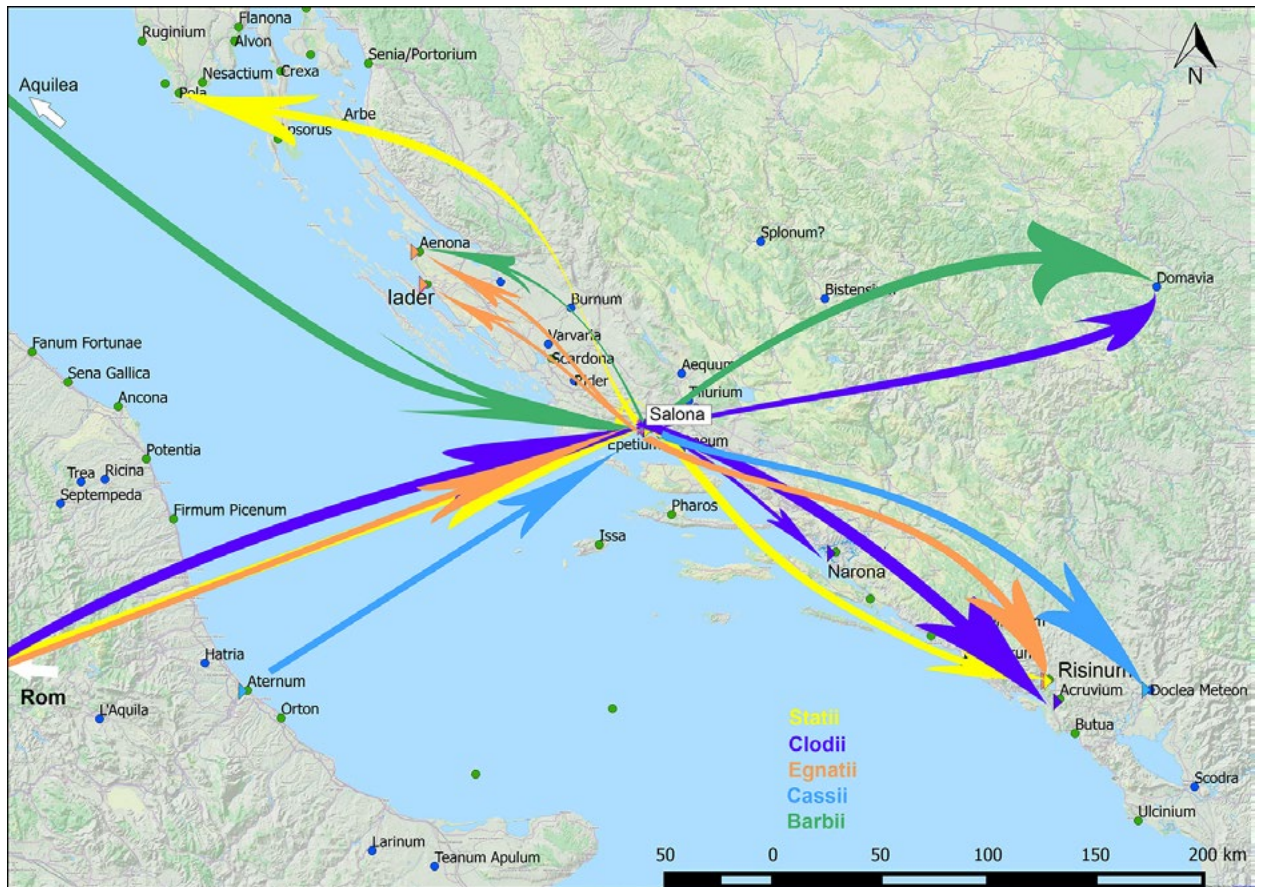 Flanona
Ruginium
Alvon
Senia/Portorium
Nesactium
Crexa
N
Aquilea
Pola
Arbe
Apsorus
Splonum?
Aenona
Domavia
Iader
Bistensium
Burnum
Varvaria
Fanum Fortunae
Scardona
Sena Gallica
Aequum
Rider
Tilurium
Ancona
Salona
Epetium
Potentia
Trea
Ricina
Septempeda
Firmum Picenum
Pharos
Issa
Narona
Hatria
Risinum
Rom
Aternum
Acruvium
Doclea Meteon
L'Aquila
Orton
Statii
Butua
Clodii
Egnatii
Scodra
Cassii
Ulcinium
Barbii
Larinum
Teanum Apulum
50 0 50 100 150 200 km